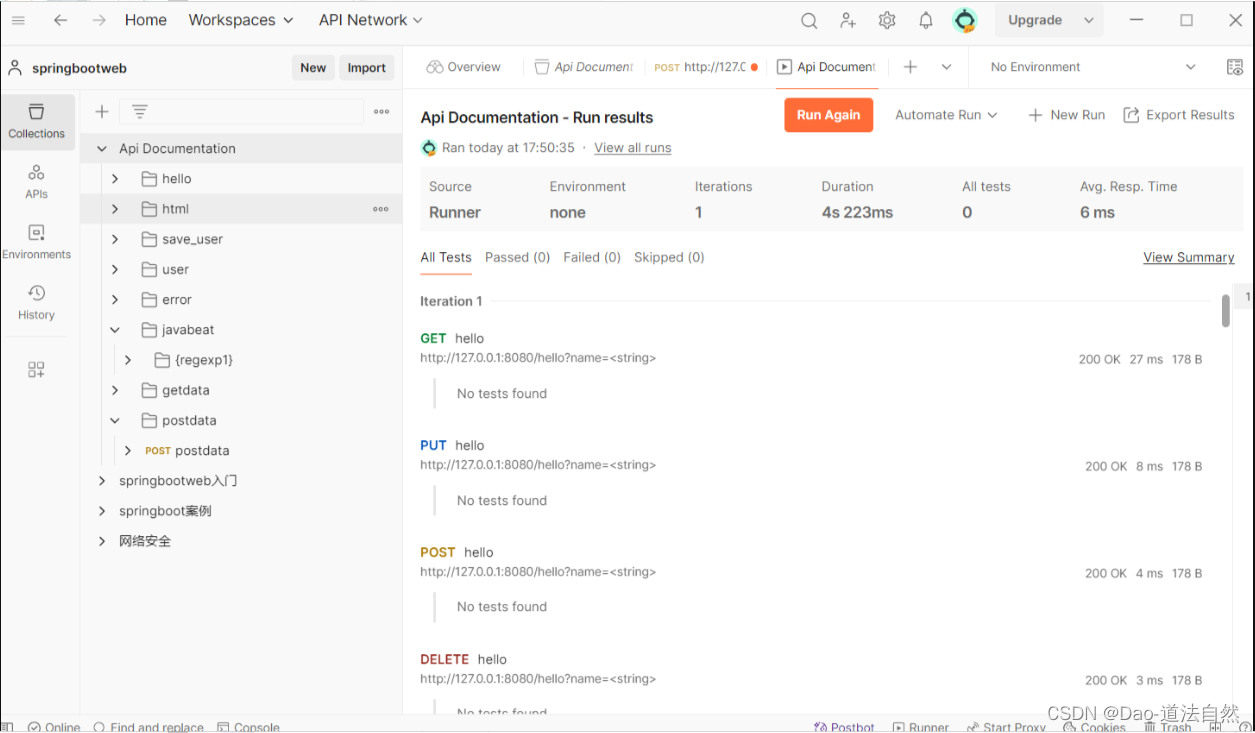 Home Workspaces API Network Upgrade
springbootweb New Import
Overview Api Document POST http://127.0 Api Document No Environment
Collections
APIs
Environments
History
Api Documentation
hello
html
save_user
user
error
javabeat
{regexp1}
getdata
postdata
POST postdata
springbootweb入门
springboot案例
网络安全
Api Documentation - Run results
Run Again Automate Run New Run Export Results
Ran today at 17:50:35 · View all runs
Source Environment Iterations Duration All tests Avg. Resp. Time
Runner none 1 4s 223ms 0 6 ms
All Tests Passed (0) Failed (0) Skipped (0) View Summary
Iteration 1
1
GET hello
http://127.0.0.1:8080/hello?name=<string> 200 OK 27 ms 178 B
No tests found
PUT hello
http://127.0.0.1:8080/hello?name=<string> 200 OK 8 ms 178 B
No tests found
POST hello
http://127.0.0.1:8080/hello?name=<string> 200 OK 4 ms 178 B
No tests found
DELETE hello
http://127.0.0.1:8080/hello?name=<string> 200 OK 3 ms 178 B
No tests found
Online Find and replace Console Postbot Runner Start Proxy Cookies Trash
CSDN @Dao-道法自然